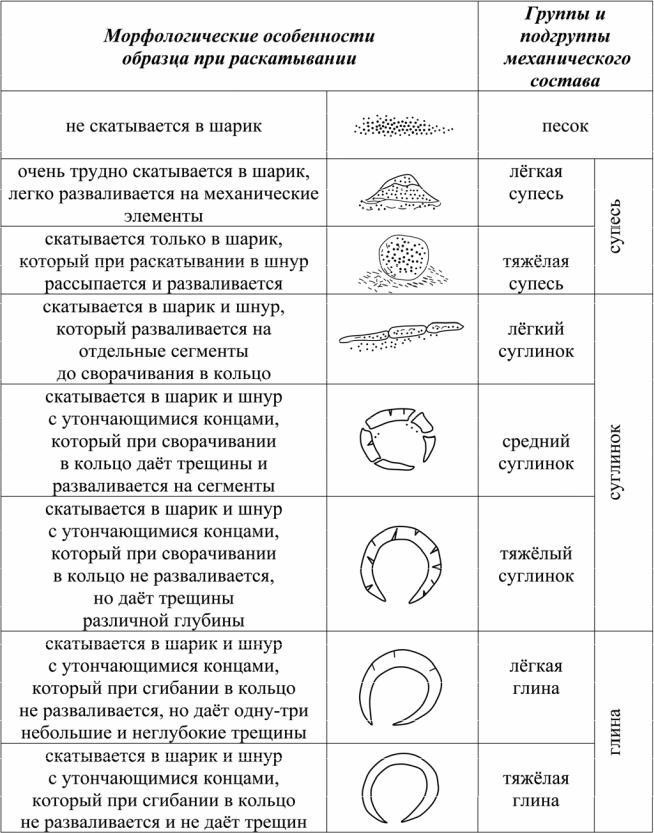 Морфологические особенности
образца при раскатывании
Группы и
подгруппы
механического
состава
не скатывается в шарик
песок
очень трудно скатывается в шарик,
легко разваливается на механические
элементы
лёгкая
супесь
супесь
скатывается только в шарик,
который при раскатывании в шнур
рассыпается и разваливается
тяжёлая
супесь
скатывается в шарик и шнур,
который разваливается на
отдельные сегменты
до сворачивания в кольцо
лёгкий
суглинок
суглинок
скатывается в шарик и шнур
с утончающимися концами,
который при сворачивании
в кольцо даёт трещины и
разваливается на сегменты
средний
суглинок
скатывается в шарик и шнур
с утончающимися концами,
который при сворачивании
в кольцо не разваливается,
но даёт трещины
различной глубины
тяжёлый
суглинок
скатывается в шарик и шнур
с утончающимися концами,
который при сгибании в кольцо
не разваливается, но даёт одну-три
небольшие и неглубокие трещины
лёгкая
глина
глина
скатывается в шарик и шнур
с утончающимися концами,
который при сгибании в кольцо
не разваливается и не даёт трещин
тяжёлая
глина